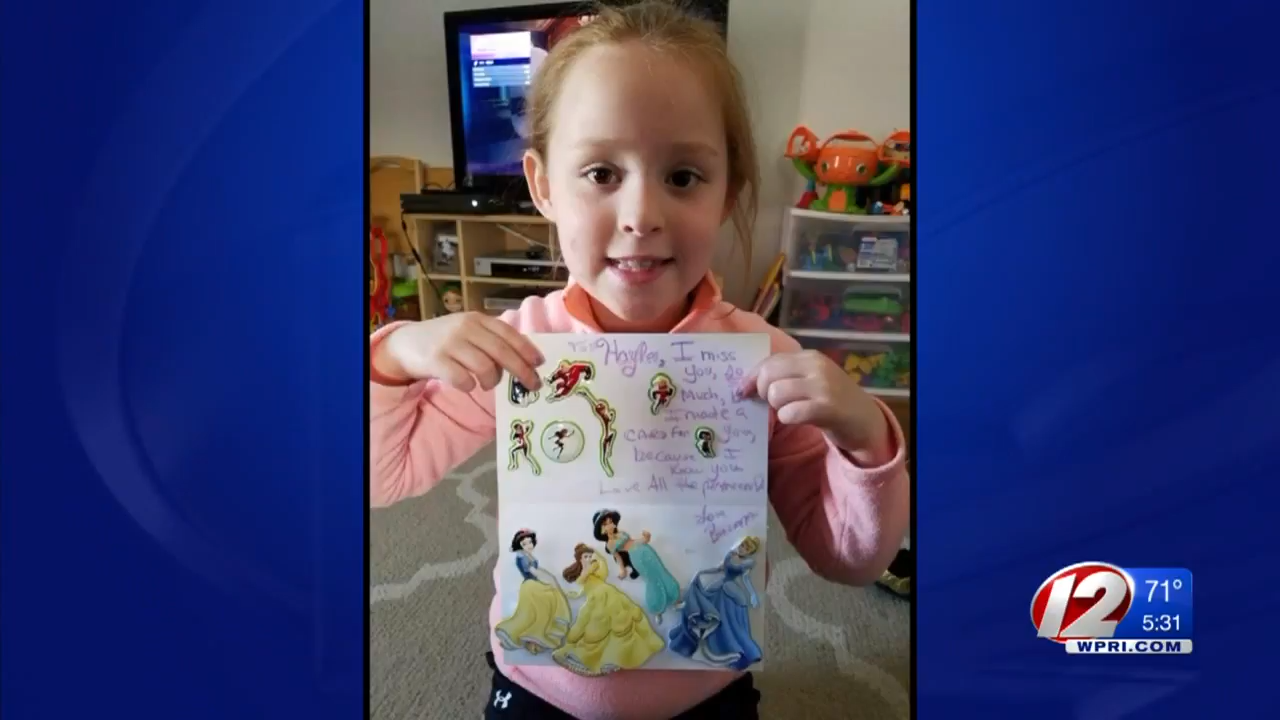 Haylee, I miss
you, so
much,
I made a
CARD For you,
because I
know you
Love All the
Love
12
71°
5:31
WPRI.COM